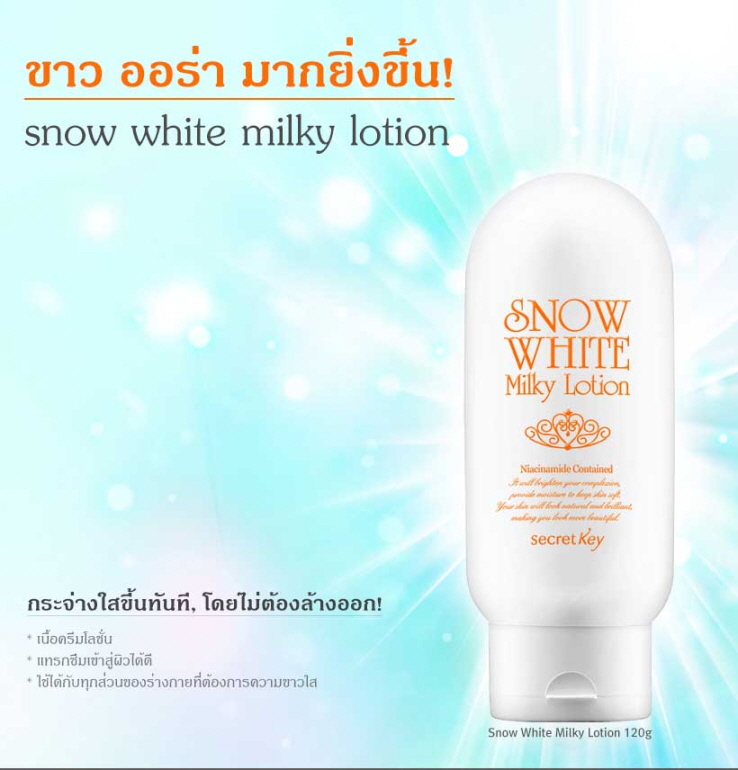 ขาว ออร่า มากยิ่งขึ้น!
snow white milky lotion
SNOW
WHITE
Milky Lotion
Niacinamide Contained
It will brighten your complexion,
provide moisture to keep skin soft.
Your skin will look natural and brilliant,
making you look more beautiful.
secret Key
กระจ่างใสขึ้นทันที, โดยไม่ต้องล้างออก!
* เนื้อครีมโลชั่น
* แทรกซึมเข้าสู่ผิวได้ดี
* ใช้ได้กับทุกส่วนของร่างกายที่ต้องการความขาวใส
Snow White Milky Lotion 120g